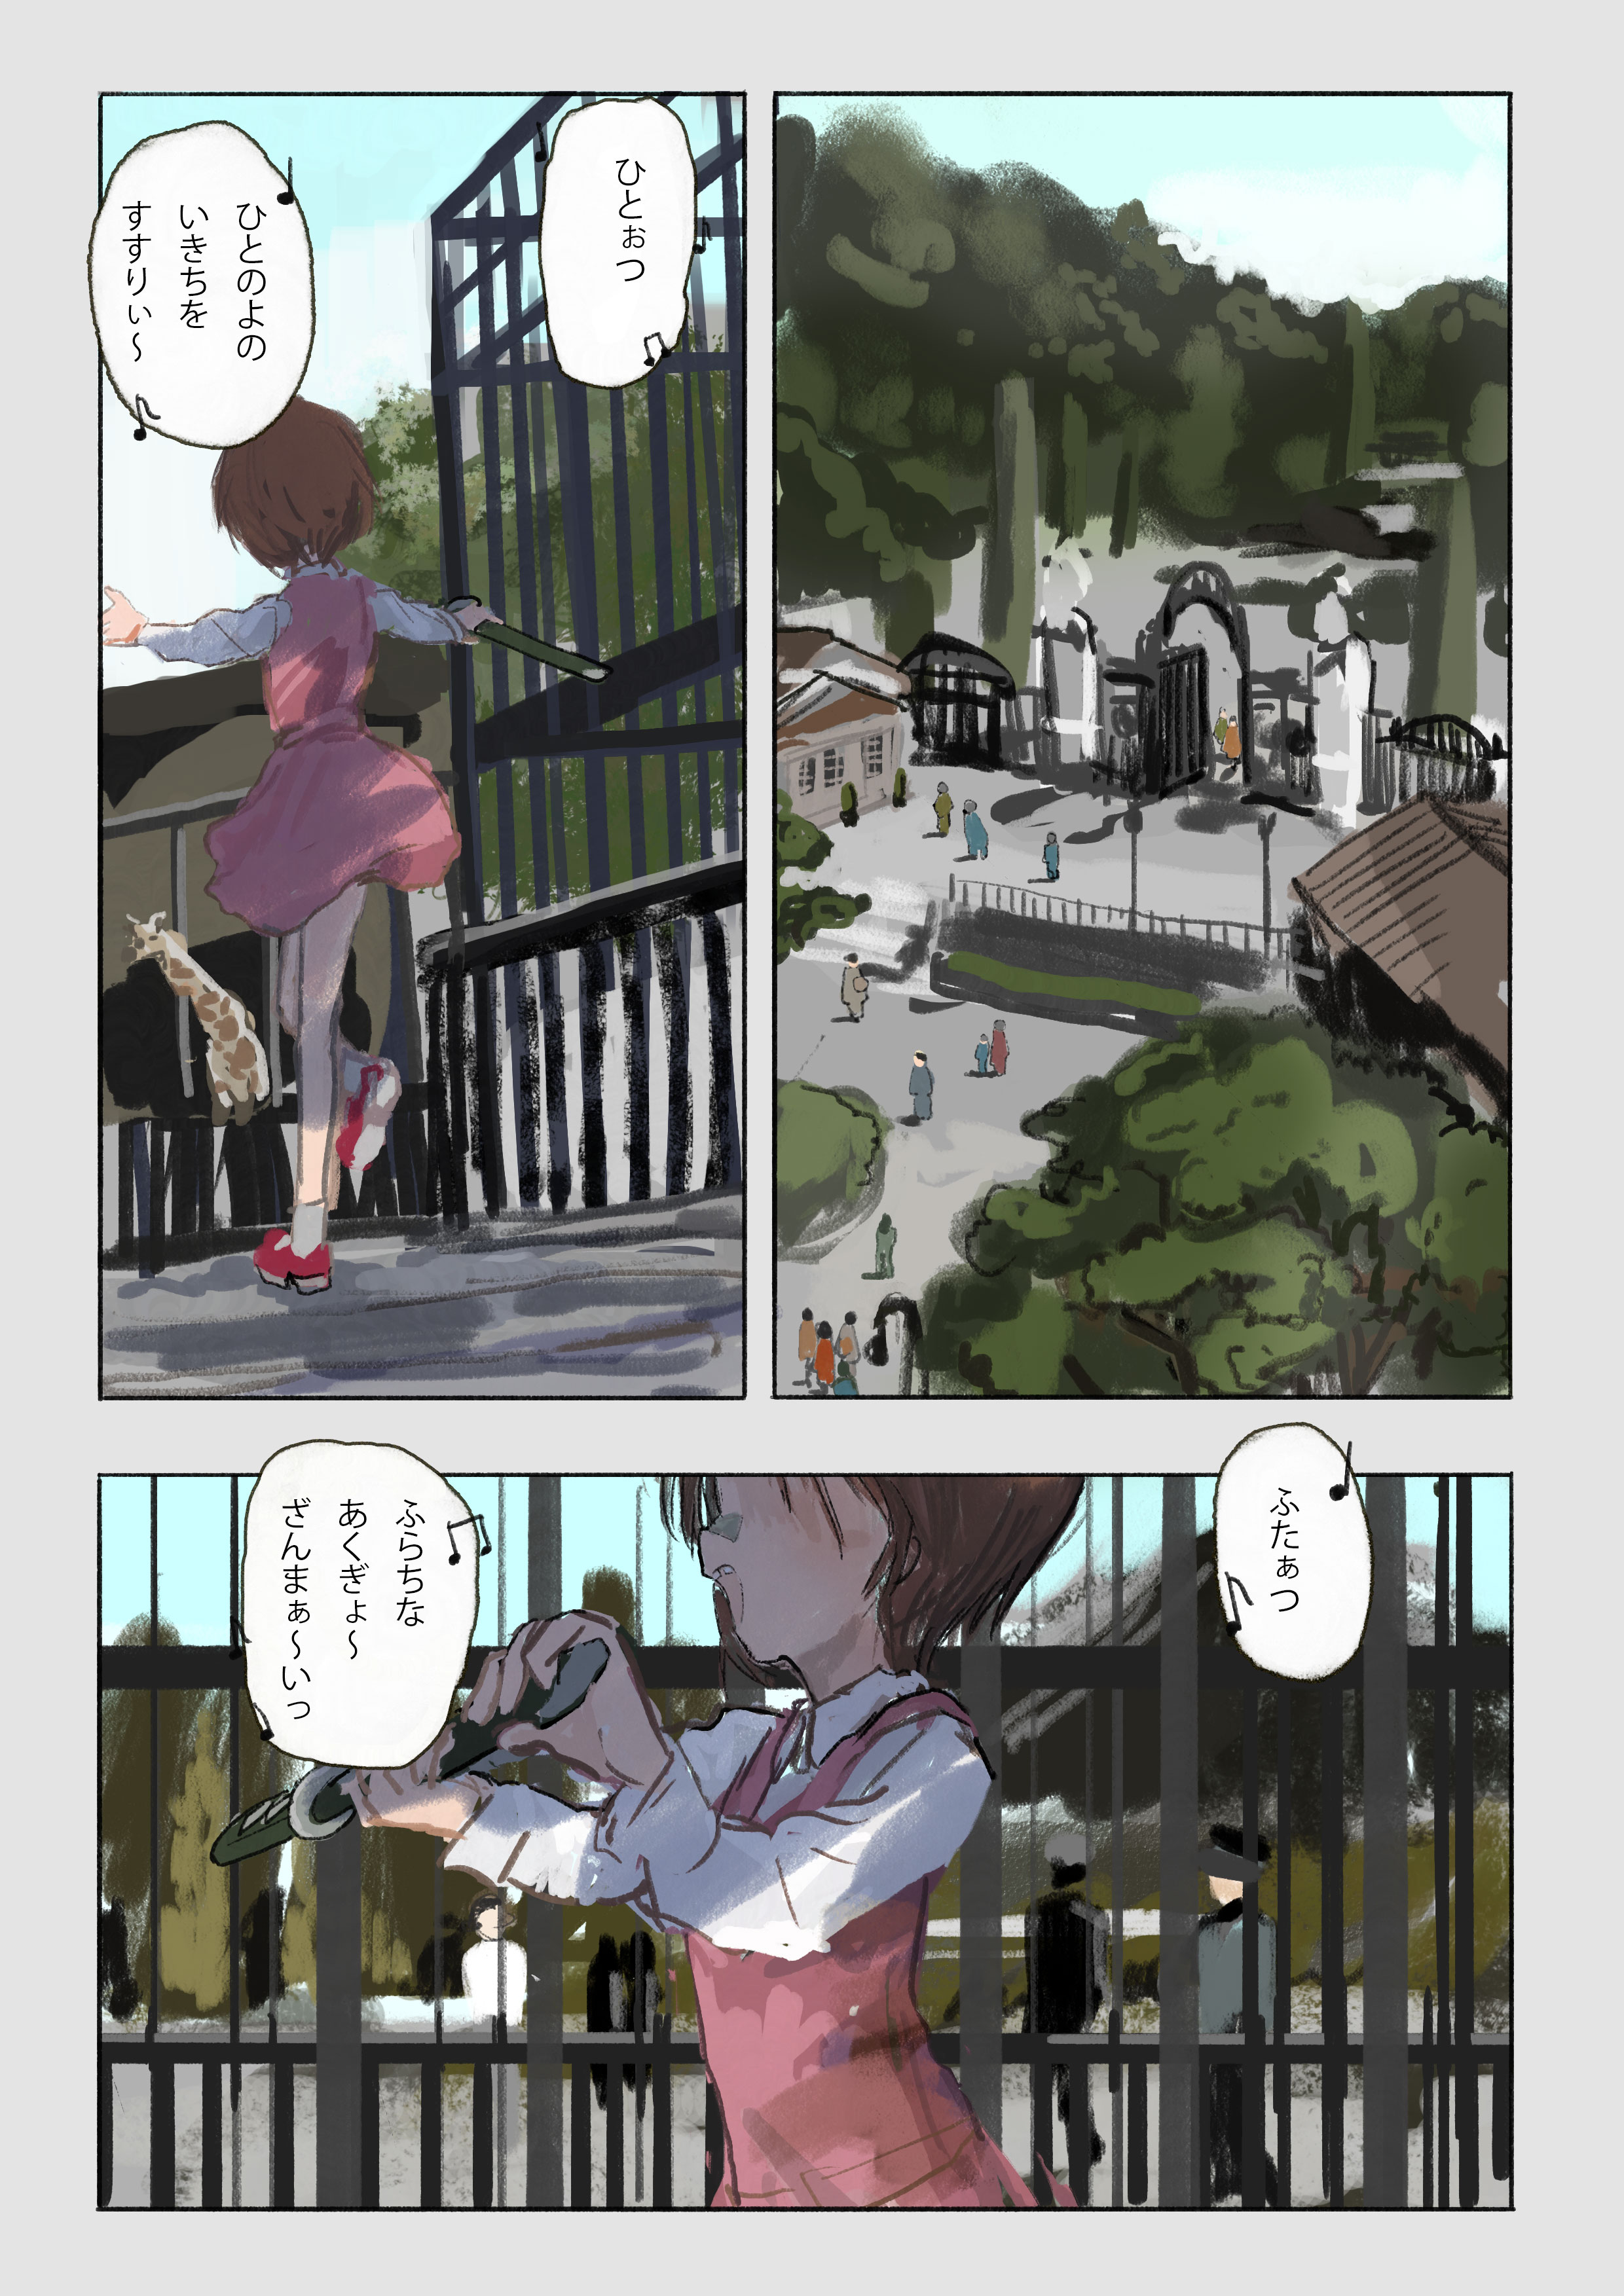 ひとぉつ
ひとのよの
いきちを
すすりぃ～
ふたぁつ
ふらちな
あくぎょ～
ざんまぁ～いっ